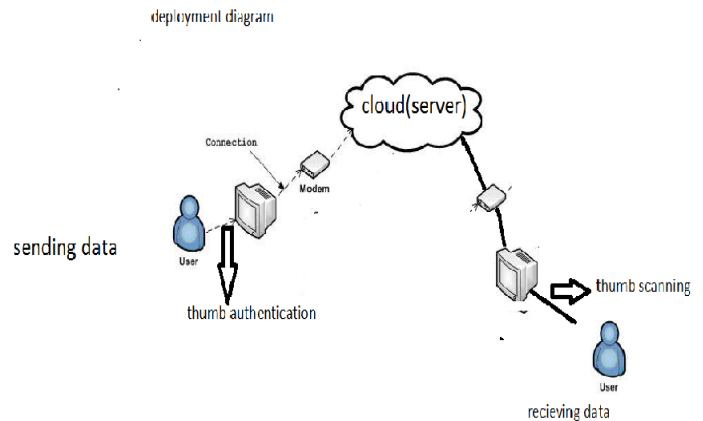 deployment diagram
cloud(server)
Connection
Modem
sending data
User
thumb authentication
thumb scanning
User
recieving data